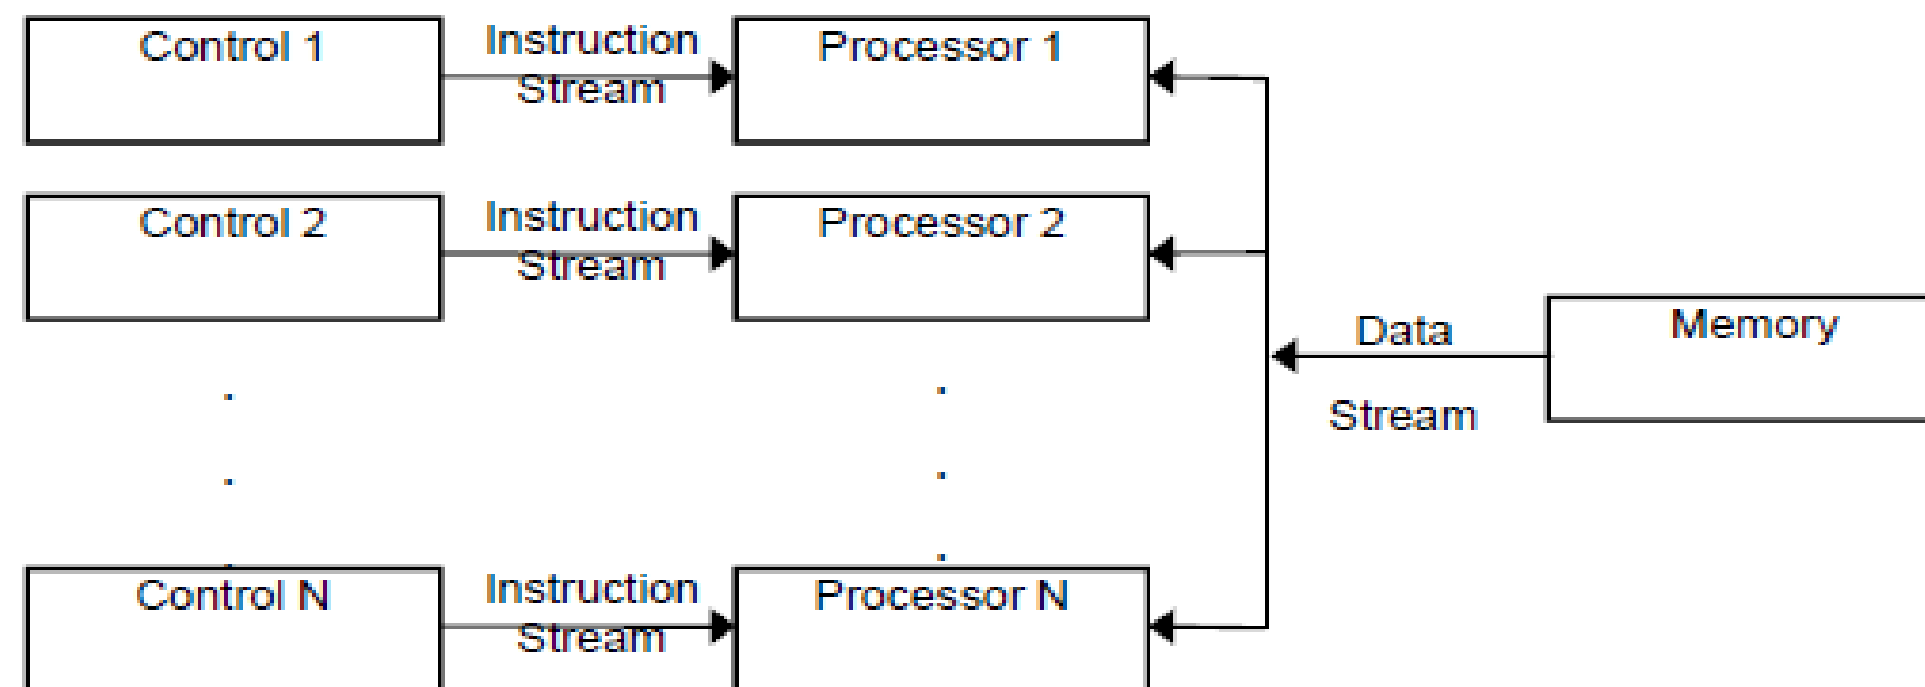 Control 1
Instruction
Stream
Processor 1
Control 2
Instruction
Stream
Processor 2
Data
Stream
Memory
Control N
Instruction
Stream
Processor N